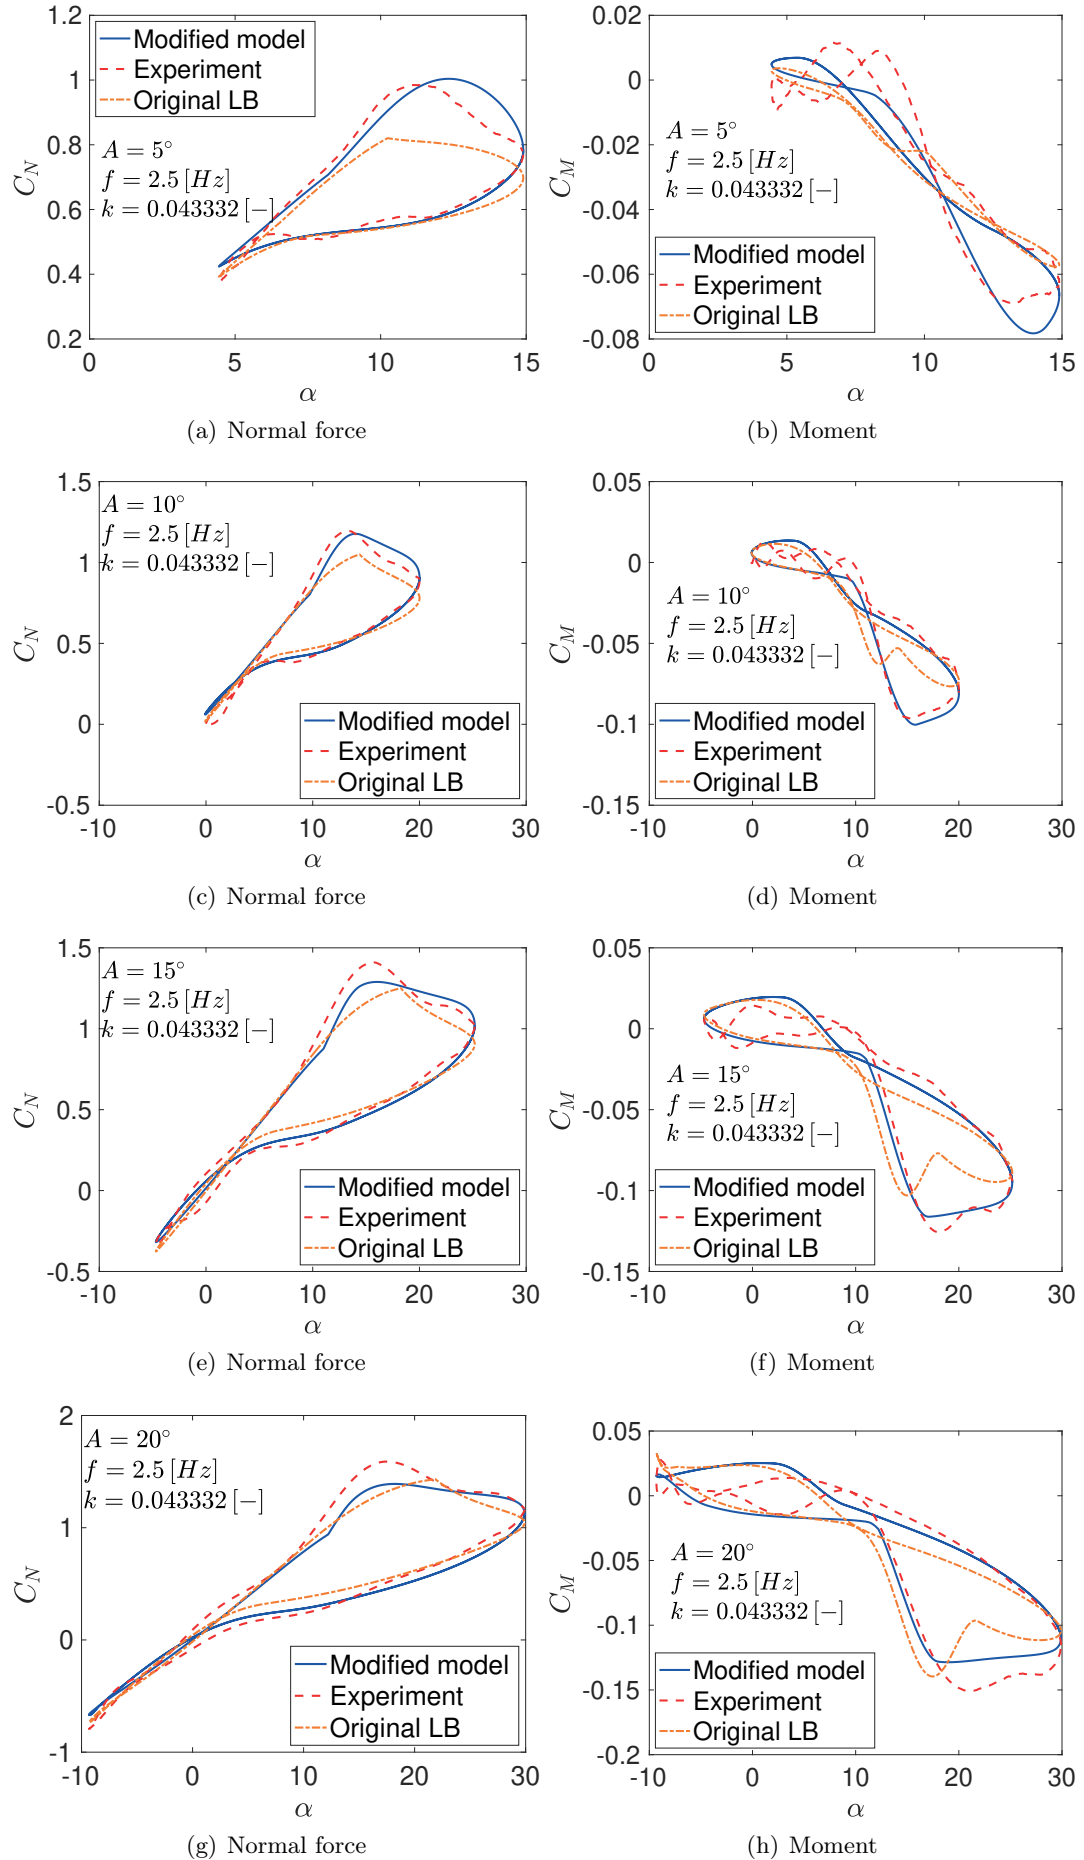 1.2
1
0.8
0.6
0.4
0.2
C_N
Modified model
Experiment
Original LB
A = 5°
f = 2.5 [Hz]
k = 0.043332 [−]
0 5 10 15
α
(a) Normal force
0.02
0
-0.02
-0.04
-0.06
-0.08
C_M
A = 5°
f = 2.5 [Hz]
k = 0.043332 [−]
Modified model
Experiment
Original LB
0 5 10 15
α
(b) Moment
1.5
1
0.5
0
-0.5
C_N
A = 10°
f = 2.5 [Hz]
k = 0.043332 [−]
Modified model
Experiment
Original LB
-10 0 10 20 30
α
(c) Normal force
0.05
0
-0.05
-0.1
-0.15
C_M
A = 10°
f = 2.5 [Hz]
k = 0.043332 [−]
Modified model
Experiment
Original LB
-10 0 10 20 30
α
(d) Moment
1.5
1
0.5
0
-0.5
C_N
A = 15°
f = 2.5 [Hz]
k = 0.043332 [−]
Modified model
Experiment
Original LB
-10 0 10 20 30
α
(e) Normal force
0.05
0
-0.05
-0.1
-0.15
C_M
A = 15°
f = 2.5 [Hz]
k = 0.043332 [−]
Modified model
Experiment
Original LB
-10 0 10 20 30
α
(f) Moment
2
1
0
-1
C_N
A = 20°
f = 2.5 [Hz]
k = 0.043332 [−]
Modified model
Experiment
Original LB
-10 0 10 20 30
α
(g) Normal force
0.05
0
-0.05
-0.1
-0.15
-0.2
C_M
A = 20°
f = 2.5 [Hz]
k = 0.043332 [−]
Modified model
Experiment
Original LB
-10 0 10 20 30
α
(h) Moment